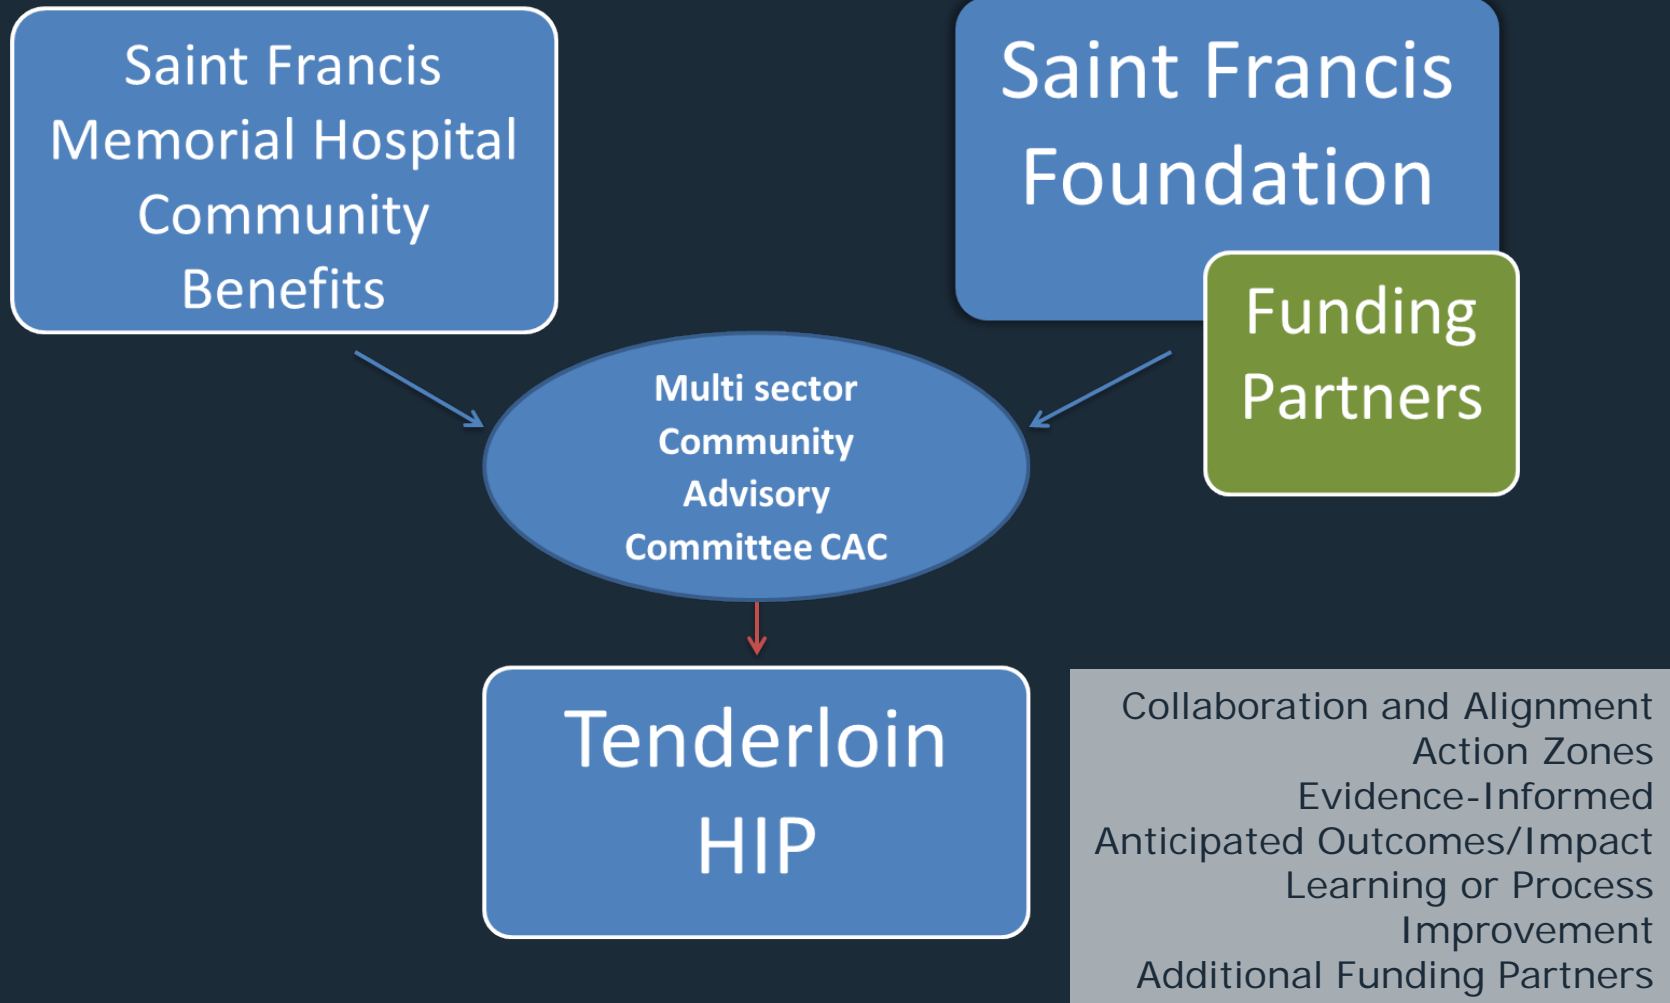 Saint Francis
Memorial Hospital
Community
Benefits
Saint Francis
Foundation
Funding
Partners
Multi sector
Community
Advisory
Committee CAC
Tenderloin
HIP
Collaboration and Alignment
Action Zones
Evidence-Informed
Anticipated Outcomes/Impact
Learning or Process
Improvement
Additional Funding Partners